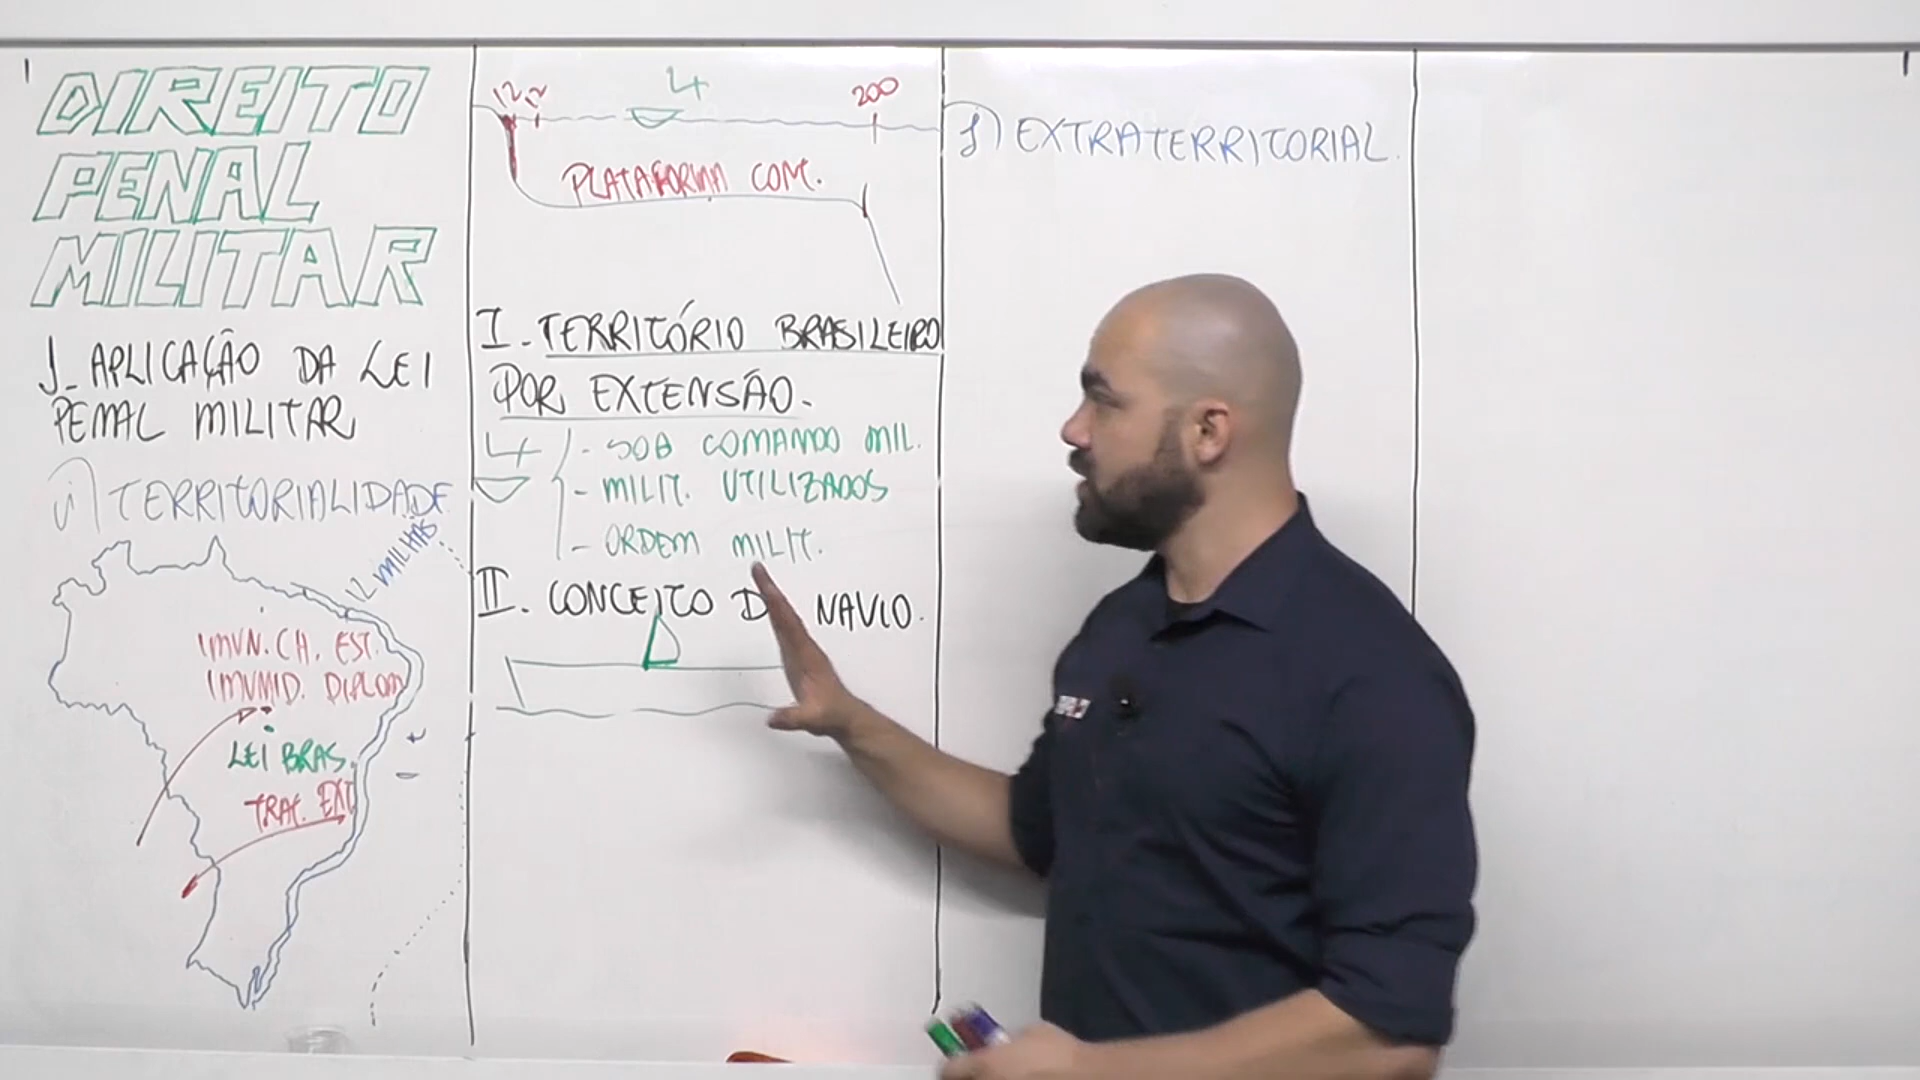 DIREITO
PENAL
MILITAR
1- APLICAÇÃO DA LEI
PENAL MILITAR
i) TERRITORIALIDADE
12 MILHAS
IMUN. CH. EST.
IMUNID. DIPLOM
LEI BRAS.
TRAT. EXT
12 12 200
PLATAFORMA CONT.
I. TERRITÓRIO BRASILEIRO
POR EXTENSÃO.
- SOB COMANDO MIL.
- MILIT. UTILIZADOS
- ORDEM MILIT.
II. CONCEITO D NAVIO.
J) EXTRATERRITORIAL.